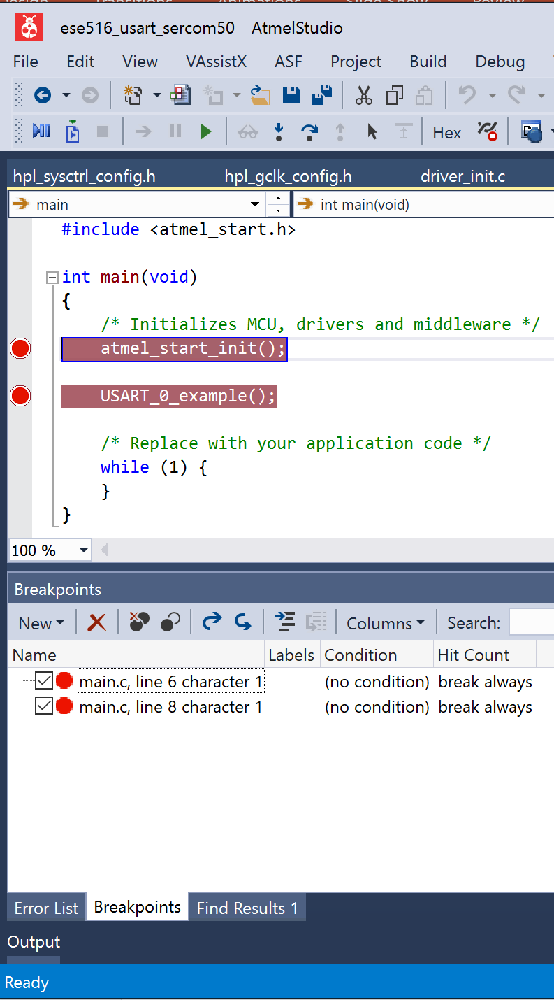 ese516_usart_sercom50 - AtmelStudio
File Edit View VAssistX ASF Project Build Debug
Hex
hpl_sysctrl_config.h hpl_gclk_config.h driver_init.c
main int main(void)
#include <atmel_start.h>
int main(void)
{
/* Initializes MCU, drivers and middleware */
atmel_start_init();
USART_0_example();
/* Replace with your application code */
while (1) {
}
}
100 %
Breakpoints
New Columns Search:
Name Labels Condition Hit Count
main.c, line 6 character 1 (no condition) break always
main.c, line 8 character 1 (no condition) break always
Error List Breakpoints Find Results 1
Output
Ready